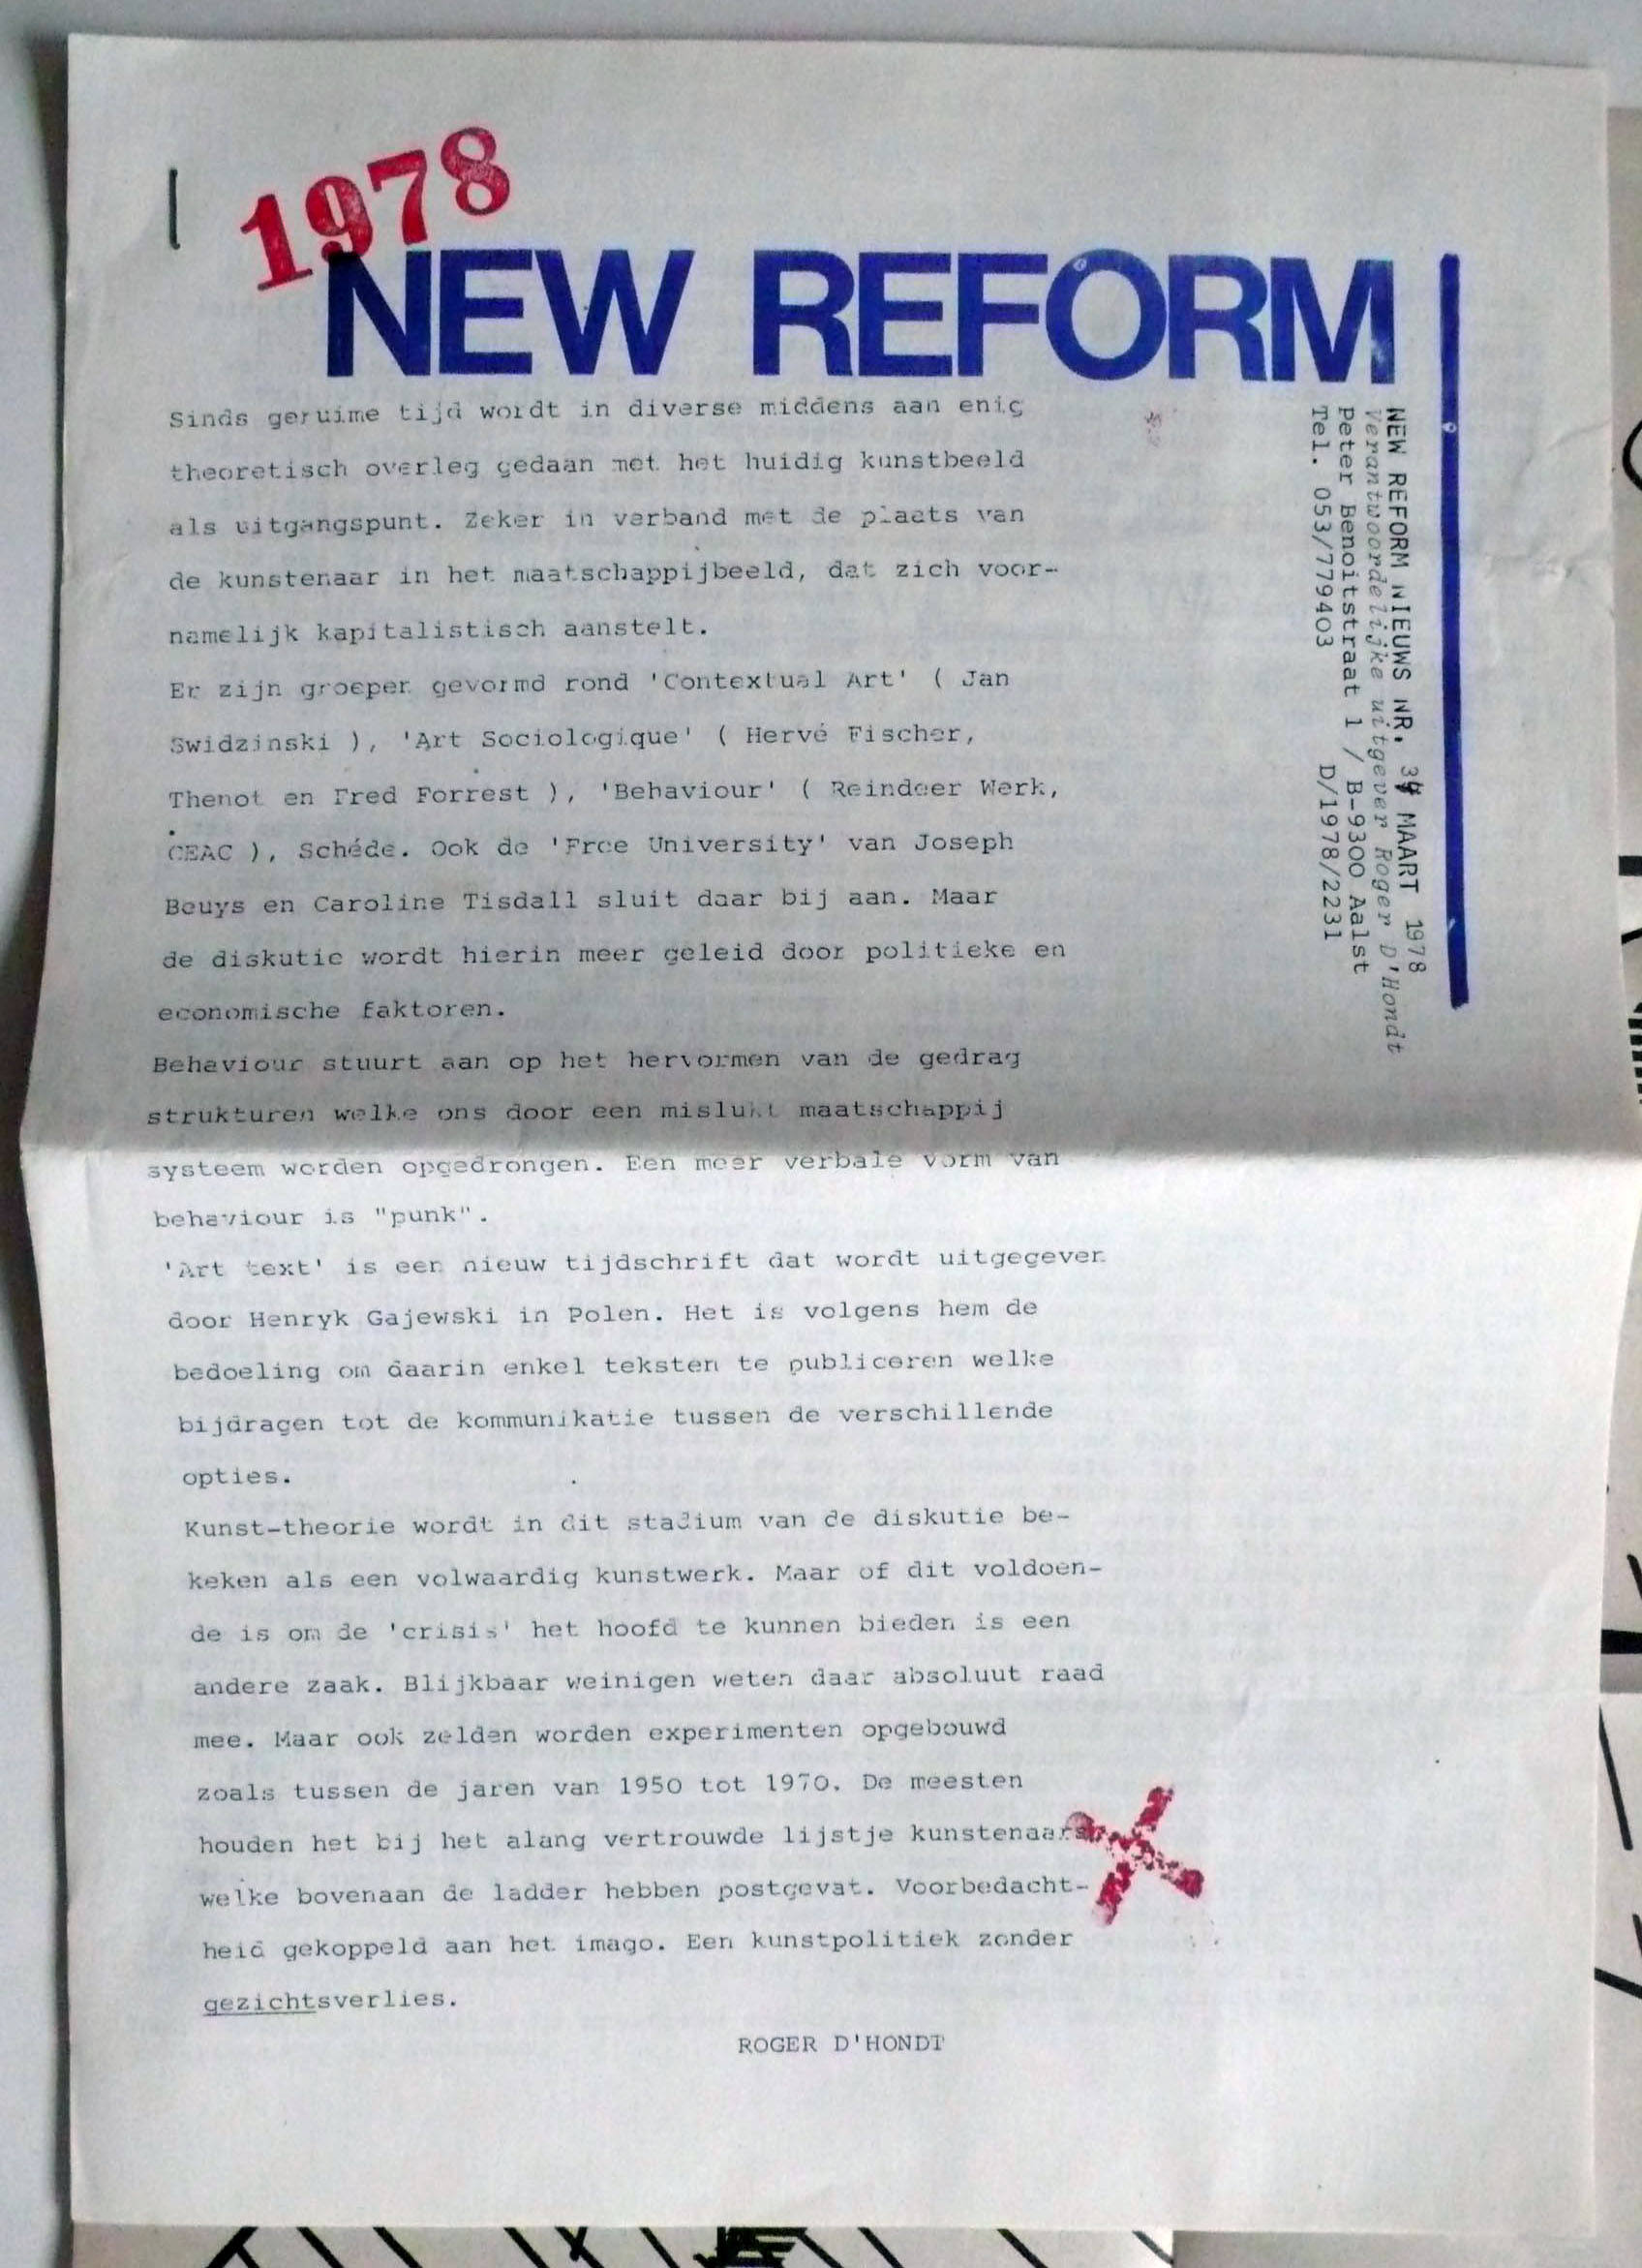 1978
NEW REFORM
Sinds geruime tijd wordt in diverse middens aan enig
theoretisch overleg gedaan met het huidig kunstbeeld
als uitgangspunt. Zeker in verband met de plaats van
de kunstenaar in het maatschappijbeeld, dat zich voor-
namelijk kapitalistisch aanstelt.
Er zijn groepen gevormd rond 'Contextual Art' ( Jan
Swidzinski ), 'Art Sociologique' ( Hervé Fischer,
Thenot en Fred Forrest ), 'Behaviour' ( Reindeer Werk,
CEAC ), Schéde. Ook de 'Free University' van Joseph
Beuys en Caroline Tisdall sluit daar bij aan. Maar
de diskutie wordt hierin meer geleid door politieke en
economische faktoren.
Behaviour stuurt aan op het hervormen van de gedrag
strukturen welke ons door een mislukt maatschappij
systeem worden opgedrongen. Een meer verbale vorm van
behaviour is "punk".
'Art text' is een nieuw tijdschrift dat wordt uitgegeven
door Henryk Gajewski in Polen. Het is volgens hem de
bedoeling om daarin enkel teksten te publiceren welke
bijdragen tot de kommunikatie tussen de verschillende
opties.
Kunst-theorie wordt in dit stadium van de diskutie be-
keken als een volwaardig kunstwerk. Maar of dit voldoen-
de is om de 'crisis' het hoofd te kunnen bieden is een
andere zaak. Blijkbaar weinigen weten daar absoluut raad
mee. Maar ook zelden worden experimenten opgebouwd
zoals tussen de jaren van 1950 tot 1970. De meesten
houden het bij het alang vertrouwde lijstje kunstenaars
welke bovenaan de ladder hebben postgevat. Voorbedacht-
heid gekoppeld aan het imago. Een kunstpolitiek zonder
gezichtsverlies.
ROGER D'HONDT
NEW REFORM NIEUWS NR. MAART 1978
Verantwoordelijke uitgever Roger D'Hondt
Peter Benoitstraat 1 / B-9300 Aalst
Tel. 053/779403 D/1978/2231